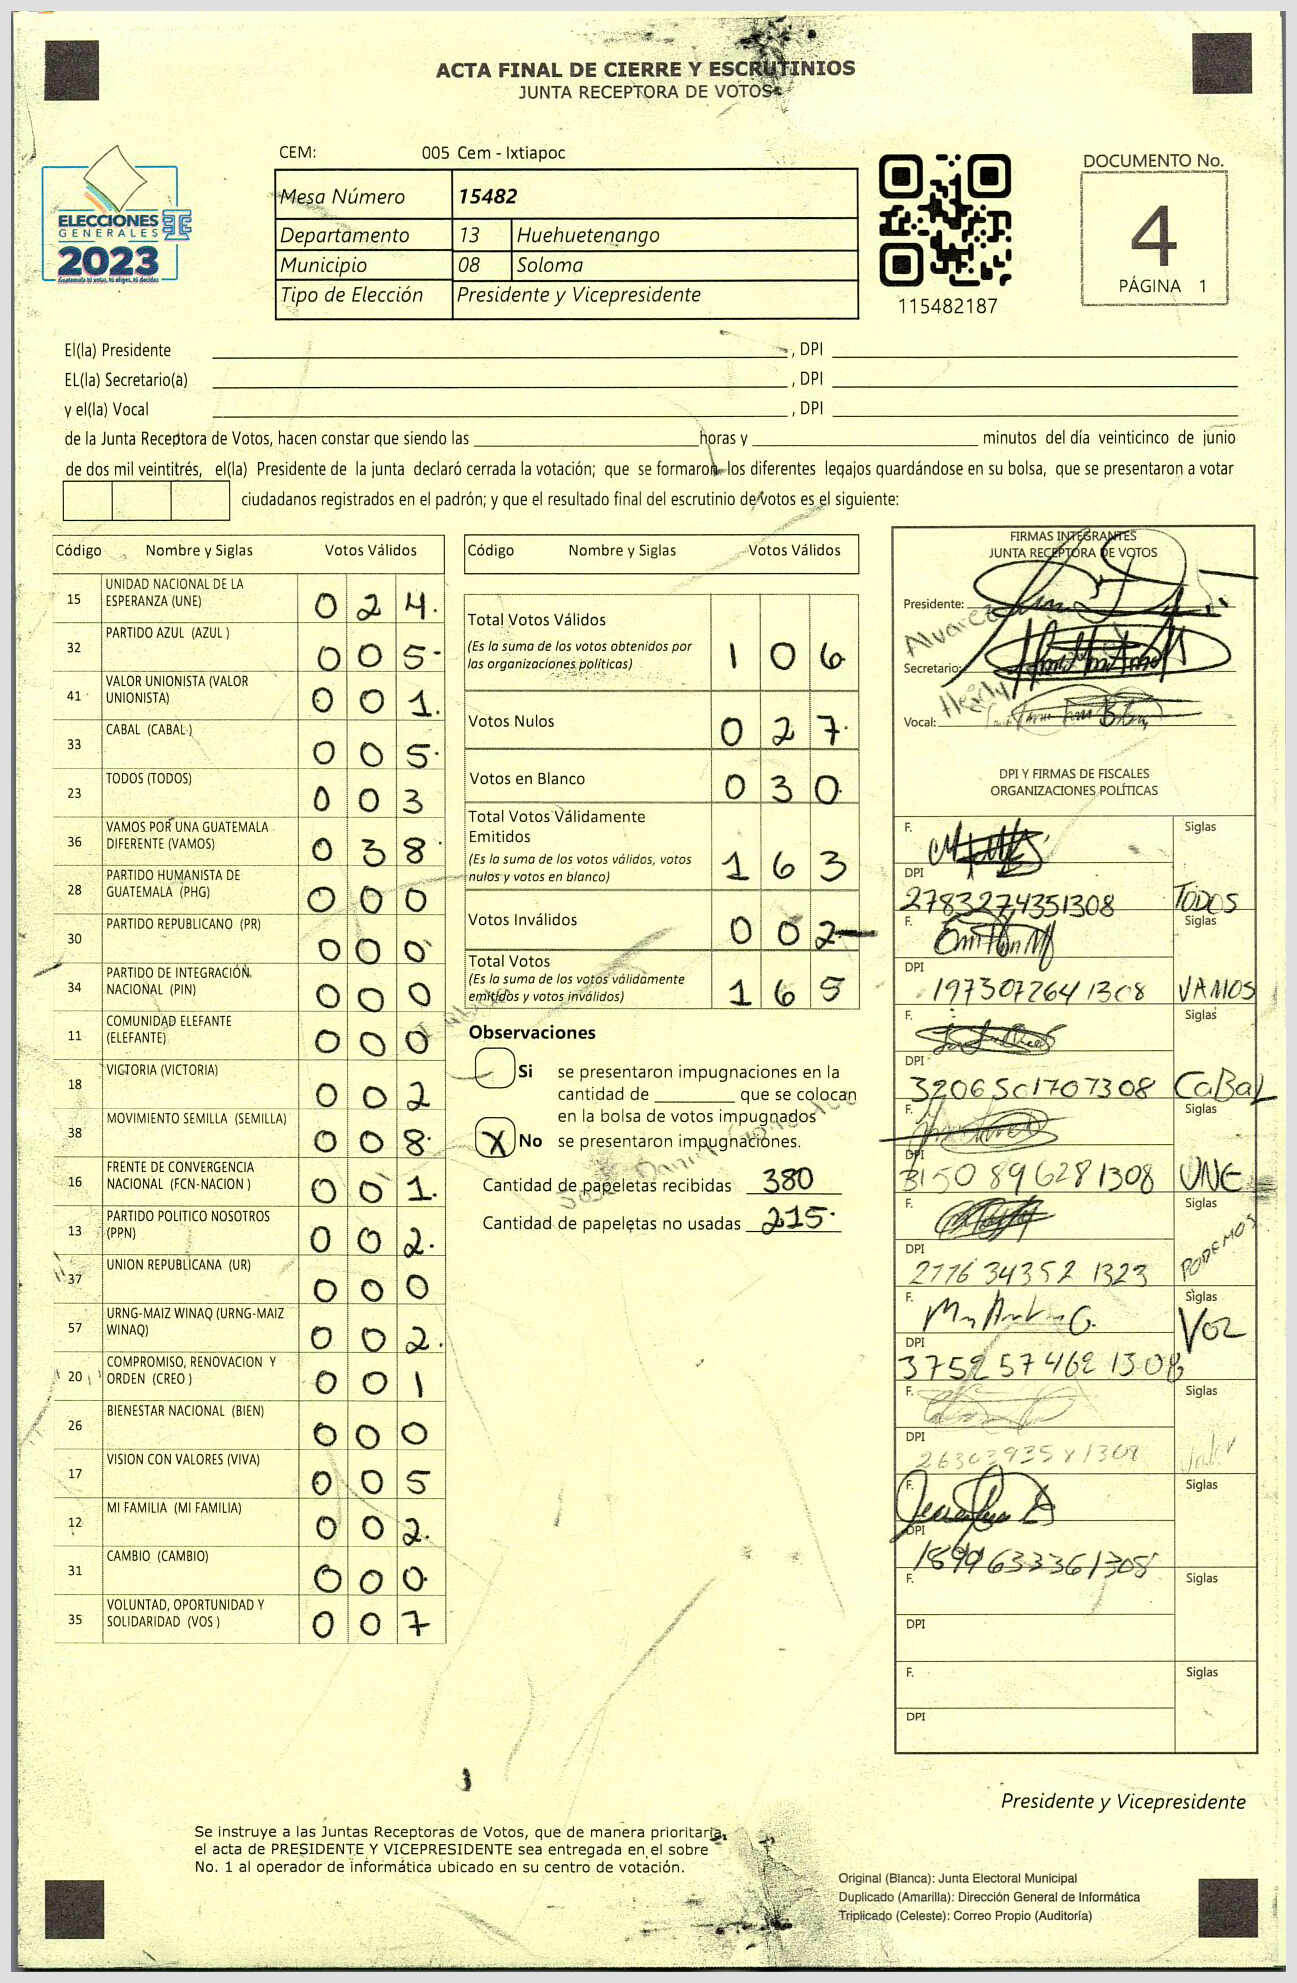 ACTA FINAL DE CIERRE Y ESCRUTINIOS
JUNTA RECEPTORA DE VOTOS
ELECCIONES
GENERALES
2023
CEM: 005 Cem - Ixtiapoc
Mesa Número 15482
Departamento 13 Huehuetenango
Municipio 08 Soloma
Tipo de Elección Presidente y Vicepresidente
115482187
DOCUMENTO No.
4
PÁGINA 1
El(la) Presidente , DPI
EL(la) Secretario(a) , DPI
y el(la) Vocal , DPI
de la Junta Receptora de Votos, hacen constar que siendo las horas y minutos del día veinticinco de junio
de dos mil veintitrés, el(la) Presidente de la junta declaró cerrada la votación; que se formaron los diferentes legajos guardándose en su bolsa, que se presentaron a votar
ciudadanos registrados en el padrón; y que el resultado final del escrutinio de votos es el siguiente:
Código Nombre y Siglas Votos Válidos
15 UNIDAD NACIONAL DE LA ESPERANZA (UNE) 0 2 4.
32 PARTIDO AZUL (AZUL ) 0 0 5.
41 VALOR UNIONISTA (VALOR UNIONISTA) 0 0 1.
33 CABAL (CABAL ) 0 0 5.
23 TODOS (TODOS) 0 0 3
36 VAMOS POR UNA GUATEMALA DIFERENTE (VAMOS) 0 3 8
28 PARTIDO HUMANISTA DE GUATEMALA (PHG) 0 0 0
30 PARTIDO REPUBLICANO (PR) 0 0 0
34 PARTIDO DE INTEGRACIÓN NACIONAL (PIN) 0 0 0
11 COMUNIDAD ELEFANTE (ELEFANTE) 0 0 0
18 VICTORIA (VICTORIA) 0 0 2
38 MOVIMIENTO SEMILLA (SEMILLA) 0 0 8.
16 FRENTE DE CONVERGENCIA NACIONAL (FCN-NACION ) 0 0 1.
13 PARTIDO POLITICO NOSOTROS (PPN) 0 0 2.
37 UNION REPUBLICANA (UR) 0 0 0
57 URNG-MAIZ WINAQ (URNG-MAIZ WINAQ) 0 0 2.
20 COMPROMISO, RENOVACION Y ORDEN (CREO ) 0 0 1
26 BIENESTAR NACIONAL (BIEN) 0 0 0
17 VISION CON VALORES (VIVA) 0 0 5
12 MI FAMILIA (MI FAMILIA) 0 0 2.
31 CAMBIO (CAMBIO) 0 0 0.
35 VOLUNTAD, OPORTUNIDAD Y SOLIDARIDAD (VOS ) 0 0 7
Código Nombre y Siglas Votos Válidos
Total Votos Válidos 1 0 6
(Es la suma de los votos obtenidos por
las organizaciones políticas)
Votos Nulos 0 2 7.
Votos en Blanco 0 3 0.
Total Votos Válidamente
Emitidos 1 6 3
(Es la suma de los votos válidos, votos
nulos y votos en blanco)
Votos Inválidos 0 0 2
Total Votos 1 6 5
(Es la suma de los votos válidamente
emitidos y votos inválidos)
Observaciones
Si se presentaron impugnaciones en la
cantidad de que se colocan
en la bolsa de votos impugnados
X No se presentaron impugnaciones.
Cantidad de papeletas recibidas 380
Cantidad de papeletas no usadas 215.
FIRMAS INTEGRANTES
JUNTA RECEPTORA DE VOTOS
Presidente:
Alvarez
Secretario:
Vocal:
DPI Y FIRMAS DE FISCALES
ORGANIZACIONES POLÍTICAS
F. Siglas
DPI 2783274351308 TODOS
F. Siglas
DPI 1973072641308 VAMOS
F. Siglas
DPI 3206501707308 CABAL
F. Siglas
DPI 3150896281308 UNE
F. Siglas
DPI 2776343521323 PODEMOS
F. Siglas
DPI 3752574621308 Voz
F. Siglas
DPI
F. Siglas
DPI 1899633361308
F. Siglas
DPI
F. Siglas
DPI
Presidente y Vicepresidente
Se instruye a las Juntas Receptoras de Votos, que de manera prioritaria,
el acta de PRESIDENTE Y VICEPRESIDENTE sea entregada en el sobre
No. 1 al operador de informática ubicado en su centro de votación.
Original (Blanca): Junta Electoral Municipal
Duplicado (Amarilla): Dirección General de Informática
Triplicado (Celeste): Correo Propio (Auditoría)